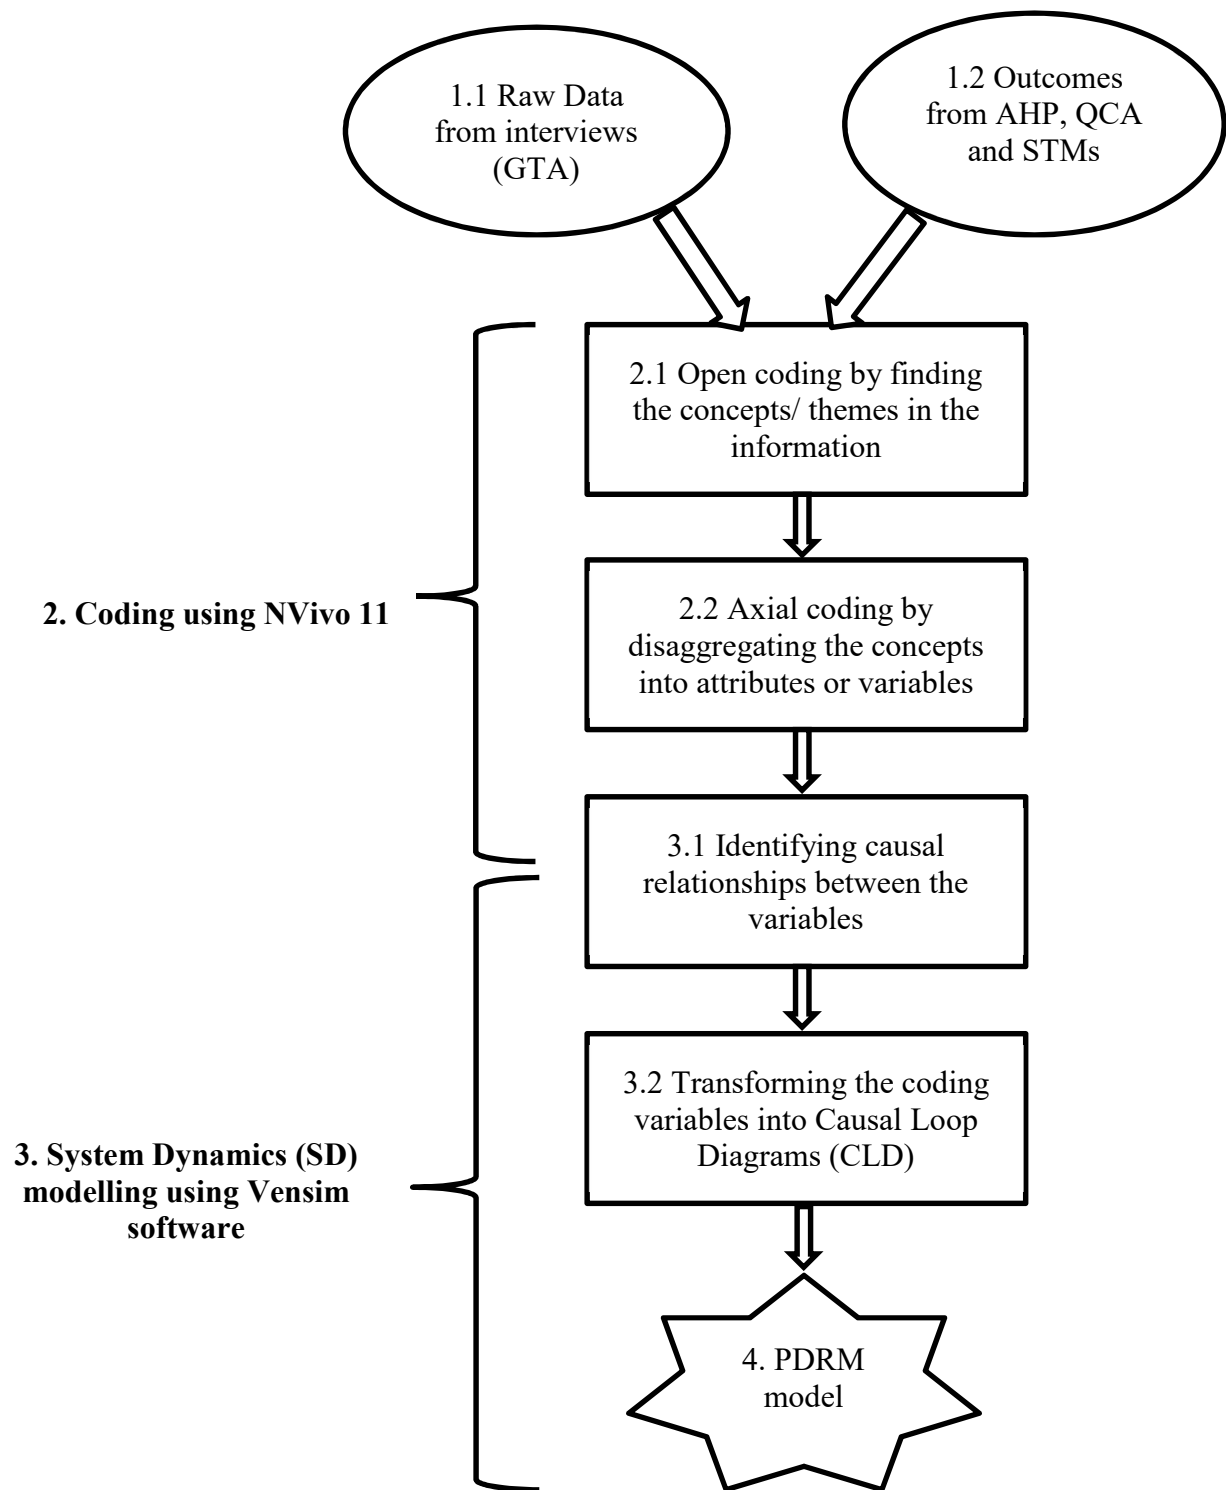 1.1 Raw Data
from interviews
(GTA)
1.2 Outcomes
from AHP, QCA
and STMs
2.1 Open coding by finding
the concepts/ themes in the
information
2. Coding using NVivo 11
2.2 Axial coding by
disaggregating the concepts
into attributes or variables
3.1 Identifying causal
relationships between the
variables
3.2 Transforming the coding
variables into Causal Loop
Diagrams (CLD)
3. System Dynamics (SD)
modelling using Vensim
software
4. PDRM
model